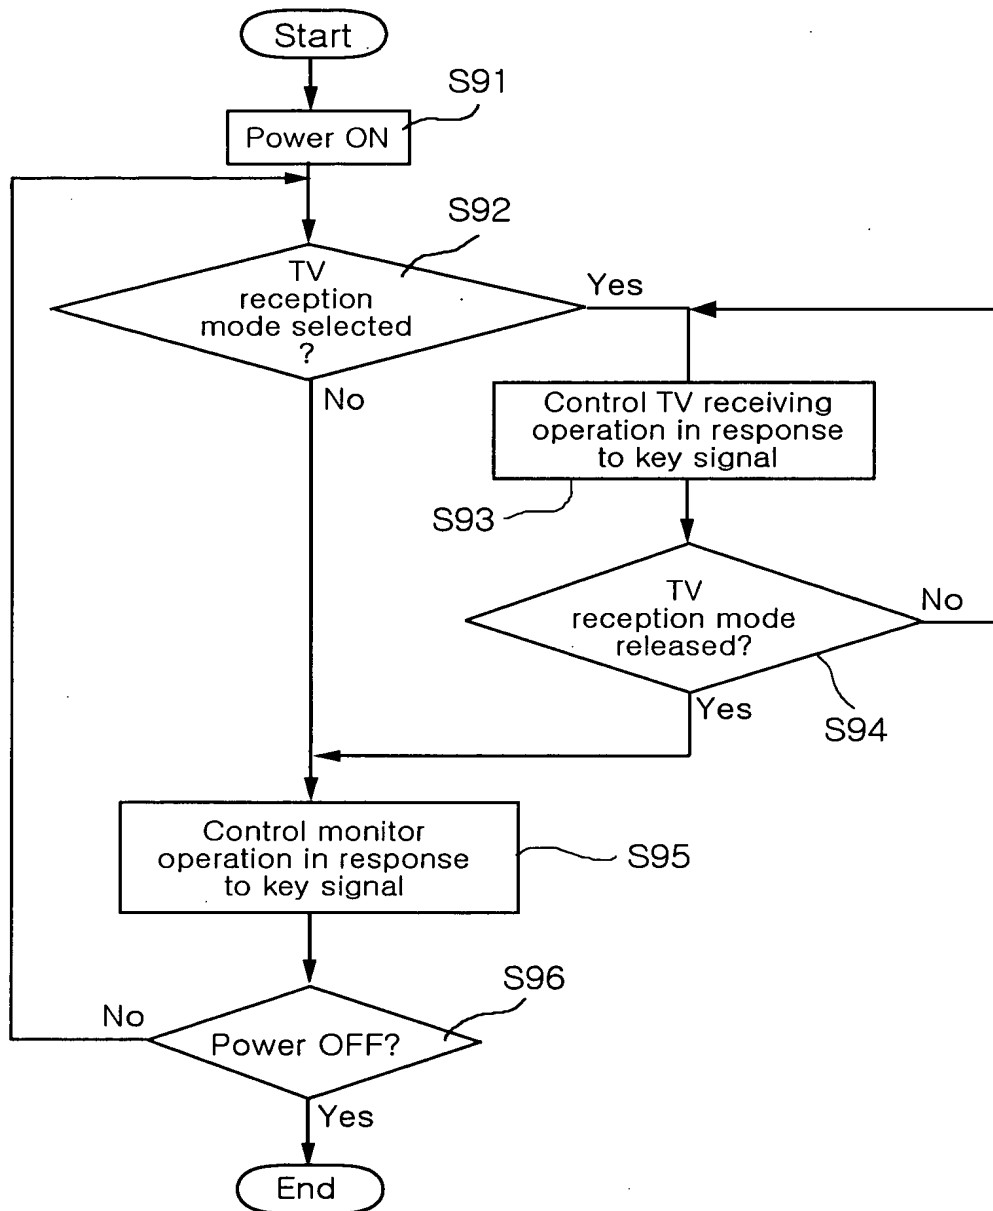 Start
S91
Power ON
S92
TV
reception
mode selected
?
Yes
No
Control TV receiving
operation in response
to key signal
S93
TV
reception mode
released?
No
Yes
S94
Control monitor
operation in response
to key signal
S95
S96
No
Power OFF?
Yes
End